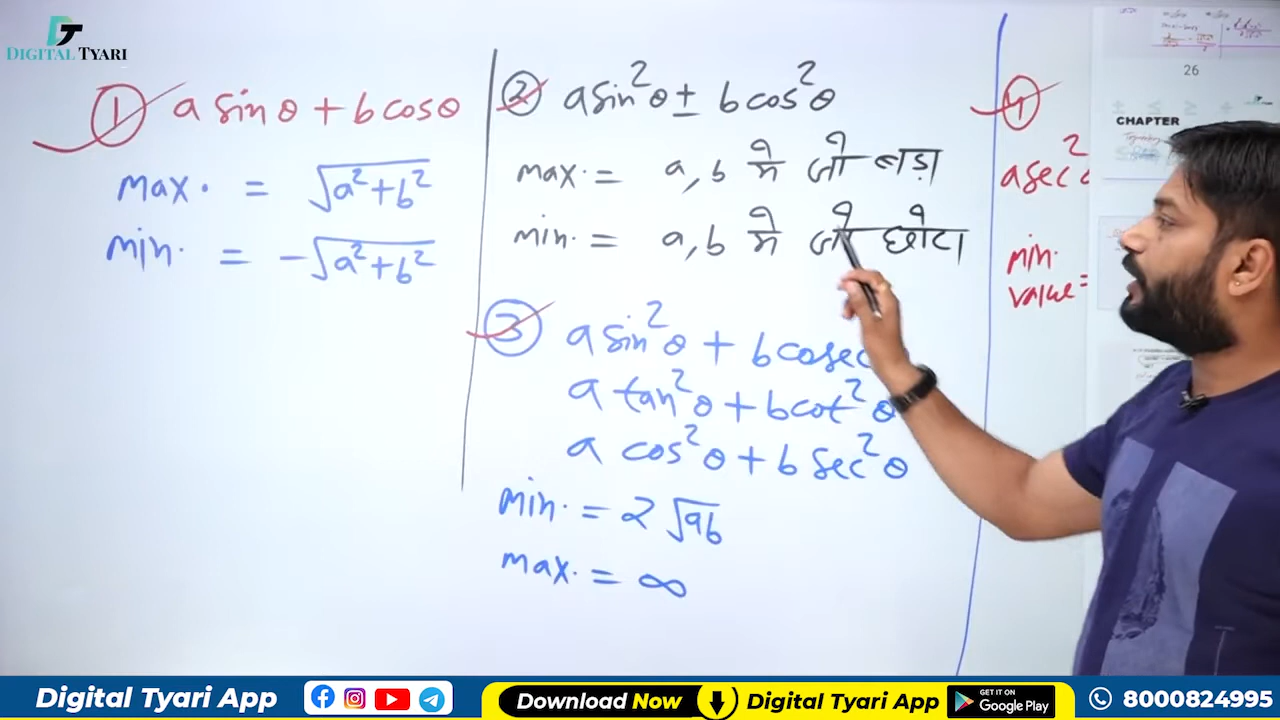 DIGITAL TYARI
① a sinθ + b cosθ
max. = √a²+b²
min. = -√a²+b²
② a sin²θ ± b cos²θ
max. = a, b में जो बड़ा
min. = a, b में जो छोटा
③ a sin²θ + b cosec
a tan²θ + b cot²θ
a cos²θ + b sec²θ
min. = 2√ab
max. = ∞
④
a sec²
min.
value =
26
CHAPTER
Digital Tyari App
Download Now
Digital Tyari App
GET IT ON
Google Play
8000824995